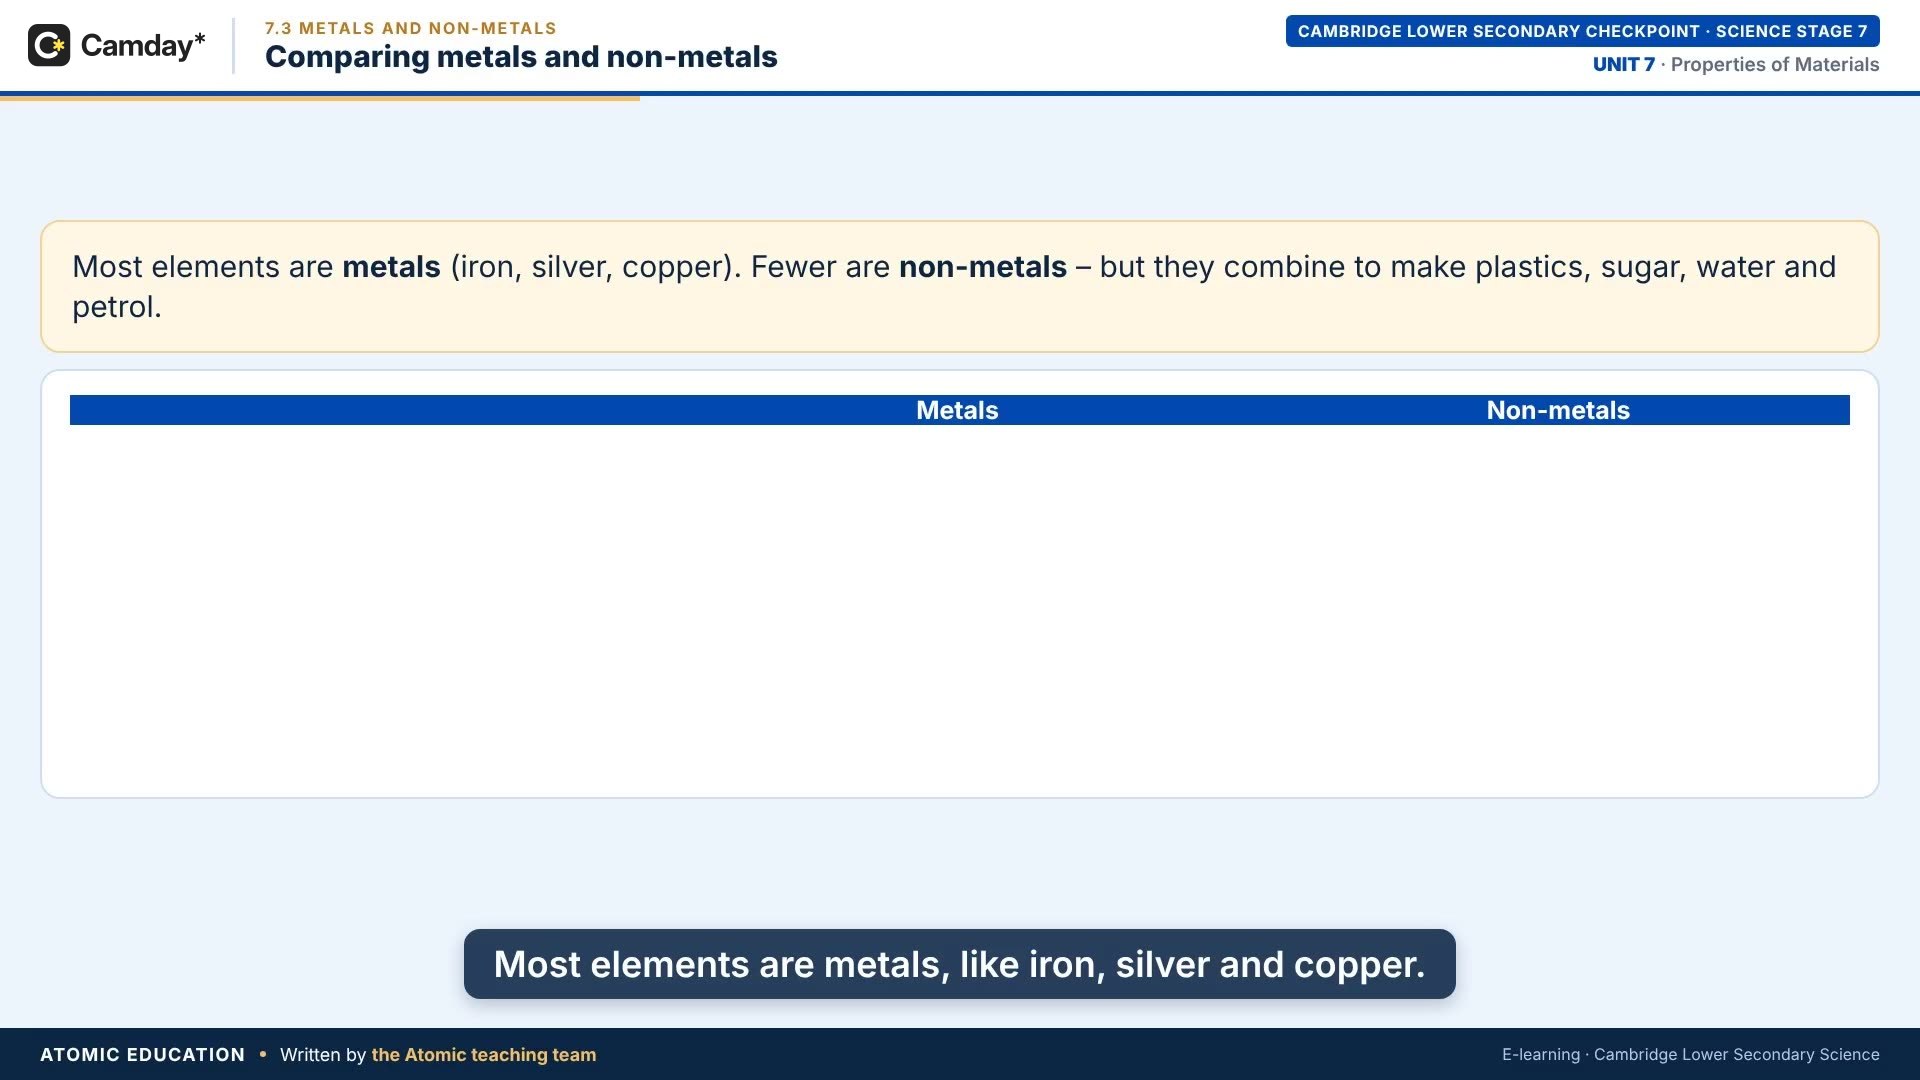 Camday*
7.3 METALS AND NON-METALS
Comparing metals and non-metals
CAMBRIDGE LOWER SECONDARY CHECKPOINT · SCIENCE STAGE 7
UNIT 7 · Properties of Materials
Most elements are metals (iron, silver, copper). Fewer are non-metals – but they combine to make plastics, sugar, water and
petrol.
Metals Non-metals
Most elements are metals, like iron, silver and copper.
ATOMIC EDUCATION • Written by the Atomic teaching team
E-learning · Cambridge Lower Secondary Science